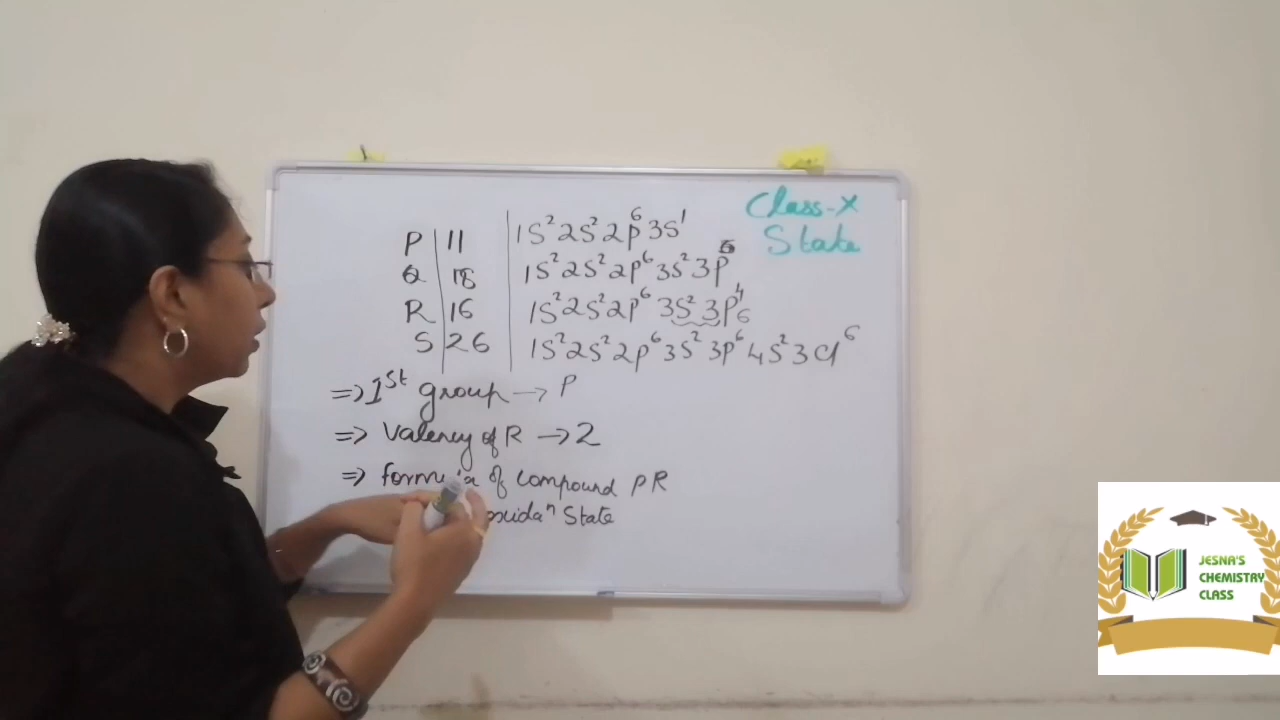 Class-X
State
P 11 1S² 2S² 2p⁶ 3S¹
Q 18 1S² 2S² 2p⁶ 3S² 3p⁶
R 16 1S² 2S² 2p⁶ 3S² 3p⁴ 6
S 26 1S² 2S² 2p⁶ 3S² 3p⁶ 4S² 3d⁶
⇒ 1St group → P
⇒ Valency of R → 2
⇒ of Compound PR
State
JESNA'S
CHEMISTRY
CLASS